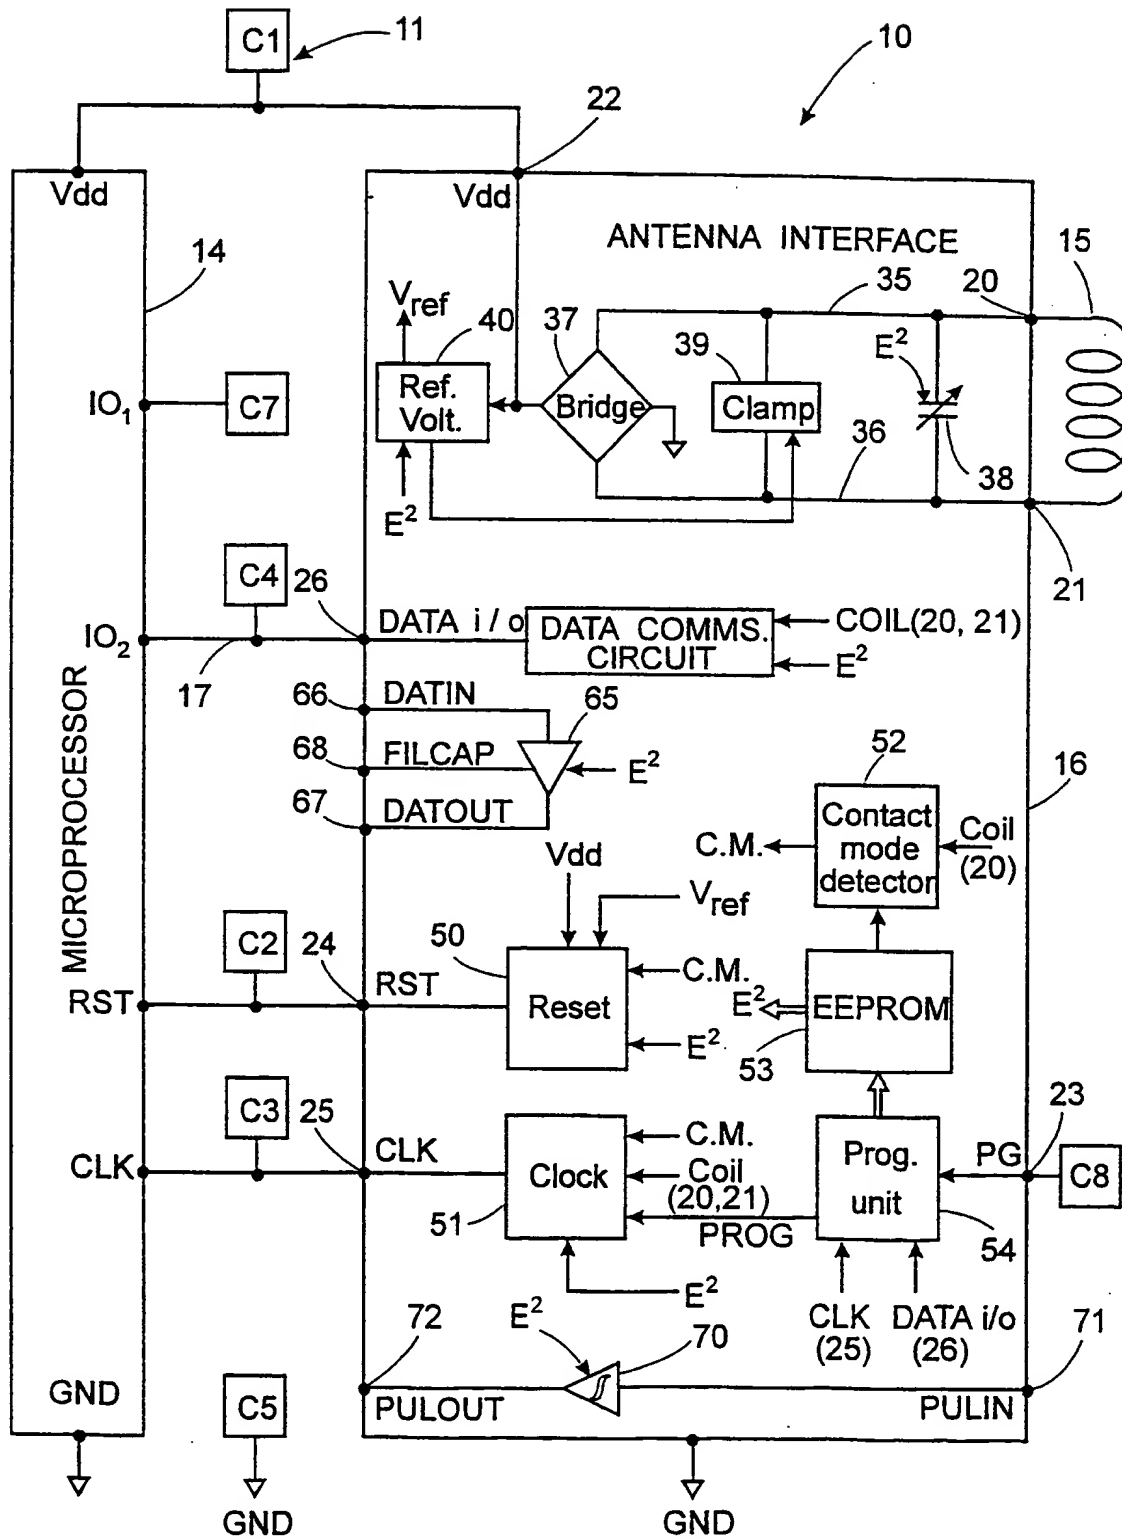 C1
11
10
22
Vdd
Vdd
ANTENNA INTERFACE
14
20
15
35
V_ref
40
37
39
E²
IO₁
C7
Ref.
Volt.
Bridge
Clamp
36
38
E²
C4
26
21
IO₂
DATA i/o
DATA COMMS.
CIRCUIT
COIL(20, 21)
E²
17
66
DATIN
65
68
FILCAP
E²
52
16
67
DATOUT
Contact
mode
detector
C.M.
Coil
(20)
Vdd
V_ref
MICROPROCESSOR
C2
24
50
RST
RST
Reset
C.M.
E²
E²
EEPROM
53
C3
25
23
CLK
CLK
Clock
C.M.
Coil
(20,21)
PROG
Prog.
unit
PG
C8
51
54
E²
CLK
(25)
DATA i/o
(26)
72
E²
70
71
GND
C5
PULOUT
PULIN
GND
GND